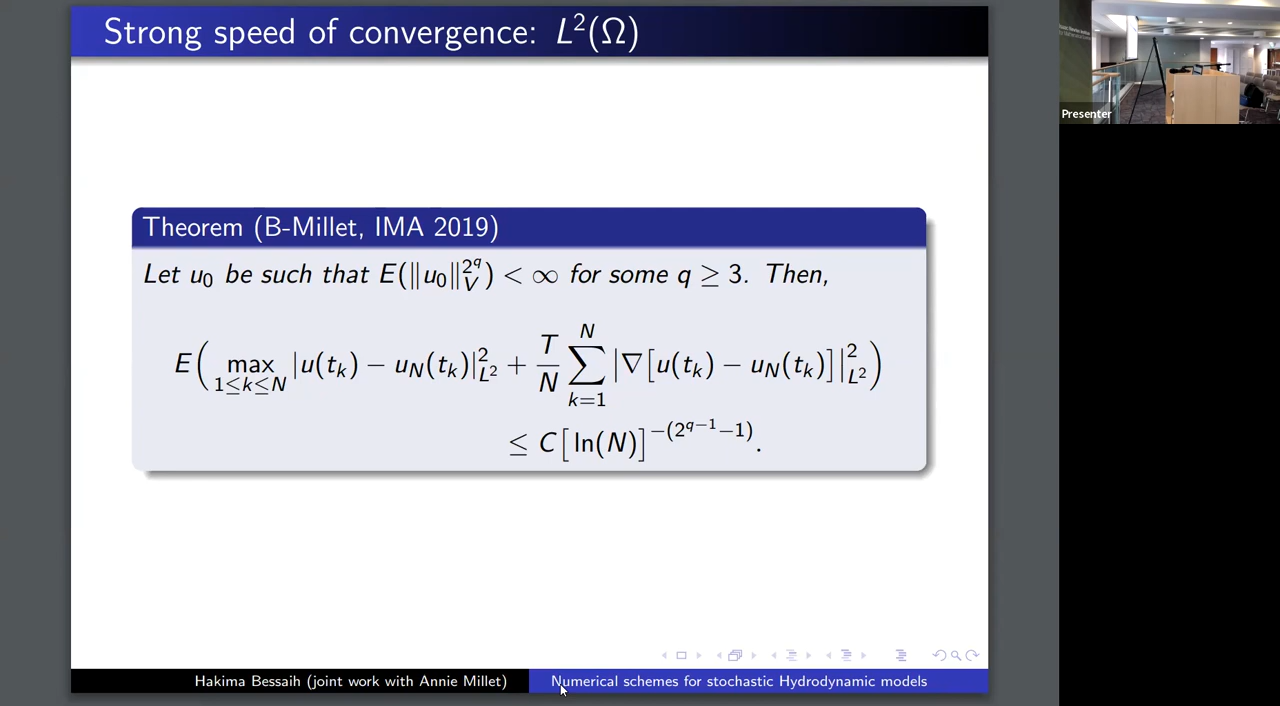 Strong speed of convergence: L²(Ω)
Theorem (B-Millet, IMA 2019)
Let u₀ be such that E(‖u₀‖_V^{2^q}) < ∞ for some q ≥ 3. Then,
E( max_{1≤k≤N} |u(t_k) − u_N(t_k)|²_{L²} + T/N ∑_{k=1}^{N} |∇[u(t_k) − u_N(t_k)]|²_{L²} )
≤ C[ln(N)]^{−(2^{q−1}−1)}.
Hakima Bessaih (joint work with Annie Millet)
Numerical schemes for stochastic Hydrodynamic models
Presenter